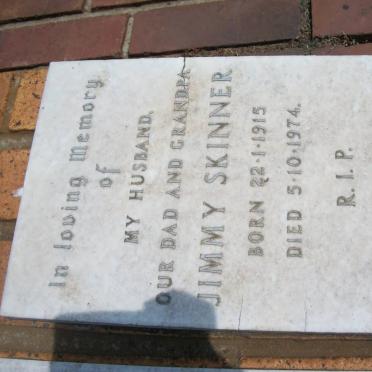 In loving Memory
of
MY HUSBAND.
OUR DAD AND GRANDPA
JIMMY SKINNER
BORN 22·1·1915
DIED 5·10·1974.
R.I.P.